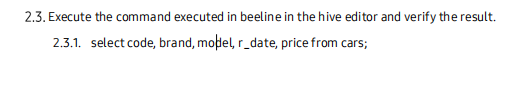 2.3. Execute the command executed in beeline in the hive editor and verify the result.
2.3.1. select code, brand, model, r_date, price from cars;